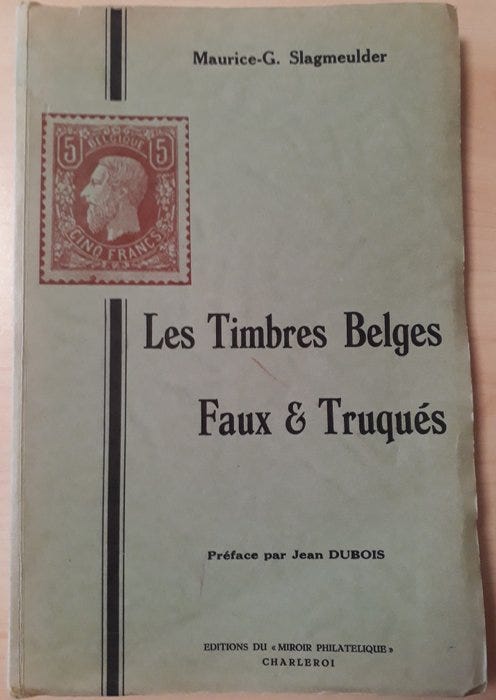 Maurice-G. Slagmeulder
5 BELGIQUE 5
CINQ FRANCS
Les Timbres Belges
Faux & Truqués
Préface par Jean DUBOIS
EDITIONS DU « MIROIR PHILATELIQUE »
CHARLEROI